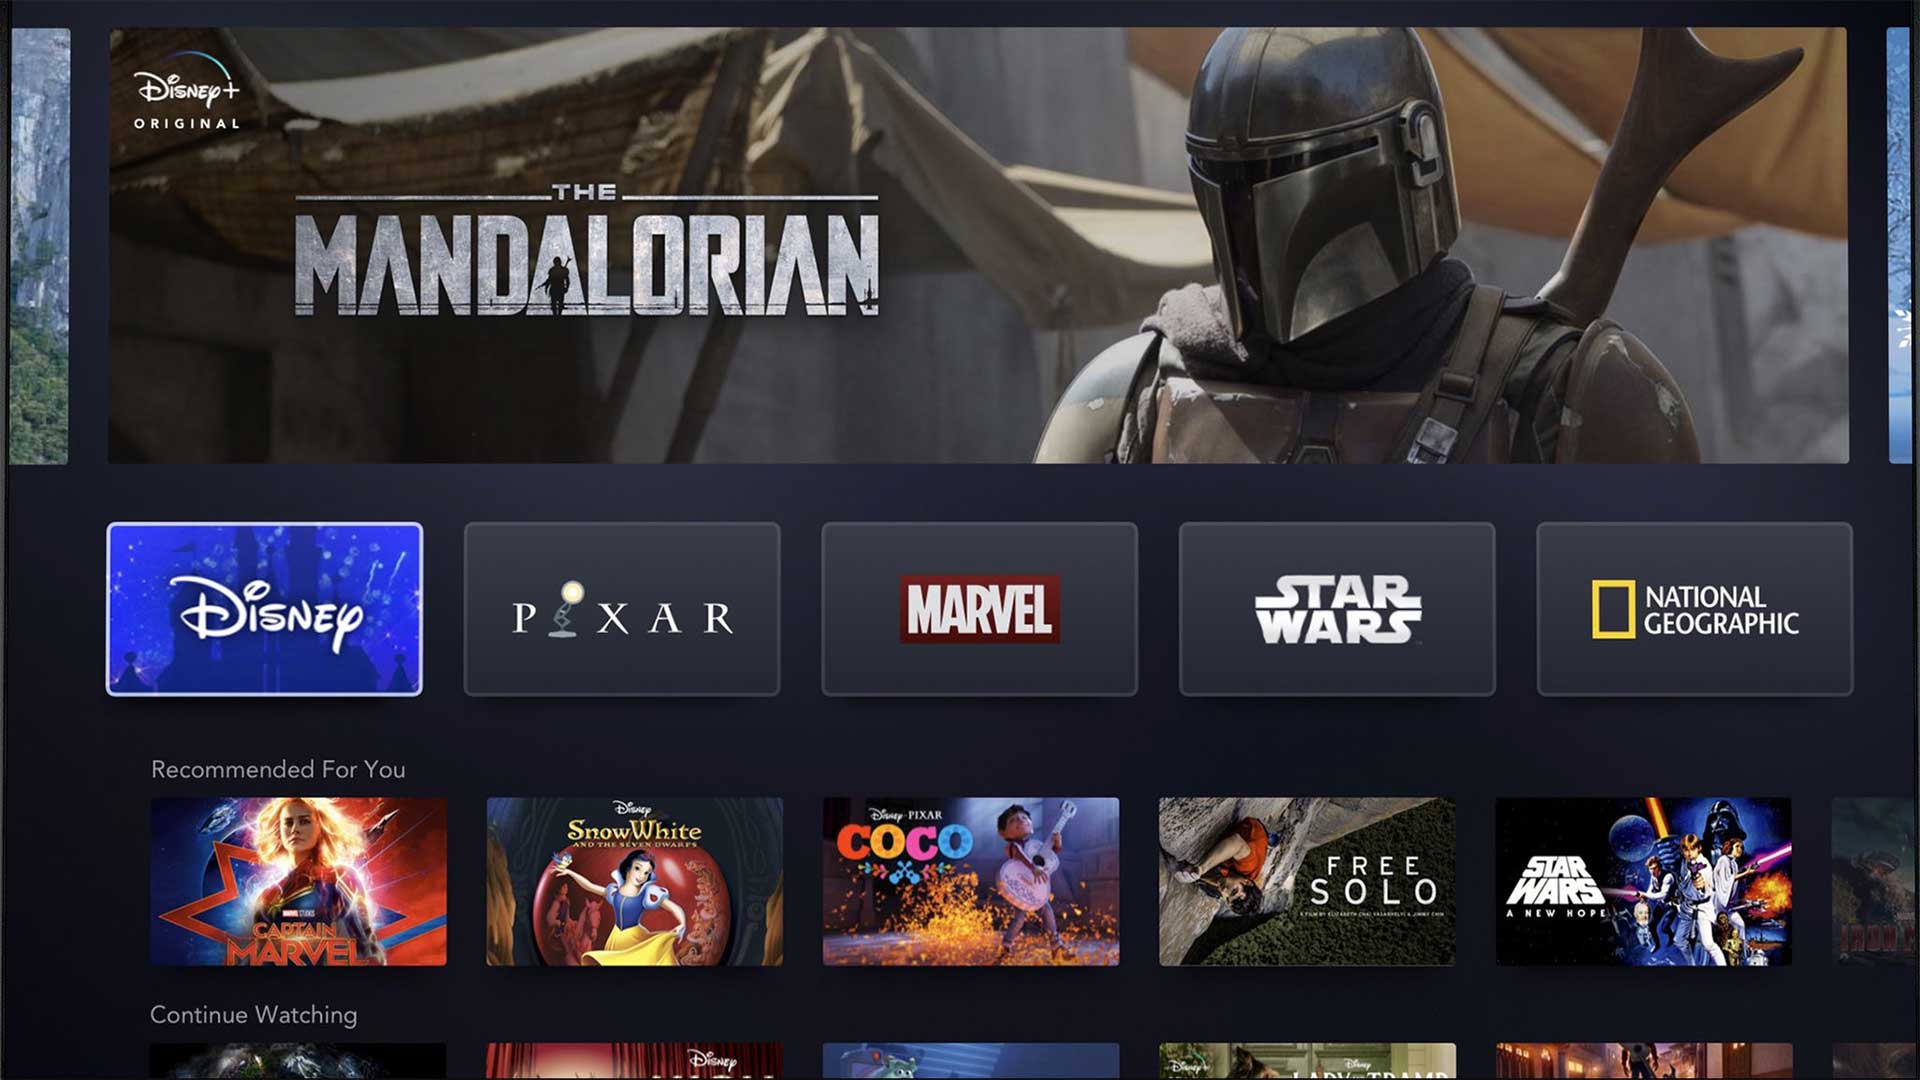 Disney+
ORIGINAL
THE
MANDALORIAN
Disney
PIXAR
MARVEL
STAR
WARS
NATIONAL
GEOGRAPHIC
Recommended For You
MARVEL STUDIOS
CAPTAIN
MARVEL
Disney
Snow White
AND THE SEVEN DWARFS
Disney · PIXAR
COCO
FREE
SOLO
A FILM BY ELIZABETH CHAI VASARHELYI & JIMMY CHIN
STAR
WARS
A NEW HOPE
IRON
Continue Watching
Disney
Disney+
Disney
LADY AND THE TRAMP